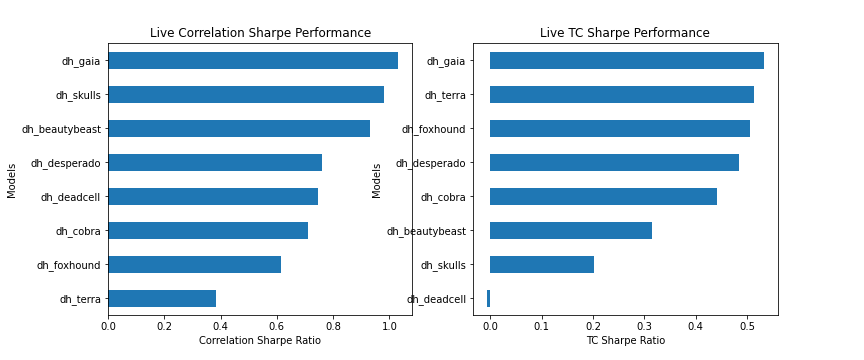 Live Correlation Sharpe Performance
Models
dh_gaia
dh_skulls
dh_beautybeast
dh_desperado
dh_deadcell
dh_cobra
dh_foxhound
dh_terra
0.0 0.2 0.4 0.6 0.8 1.0
Correlation Sharpe Ratio
Live TC Sharpe Performance
Models
dh_gaia
dh_terra
dh_foxhound
dh_desperado
dh_cobra
dh_beautybeast
dh_skulls
dh_deadcell
0.0 0.1 0.2 0.3 0.4 0.5
TC Sharpe Ratio